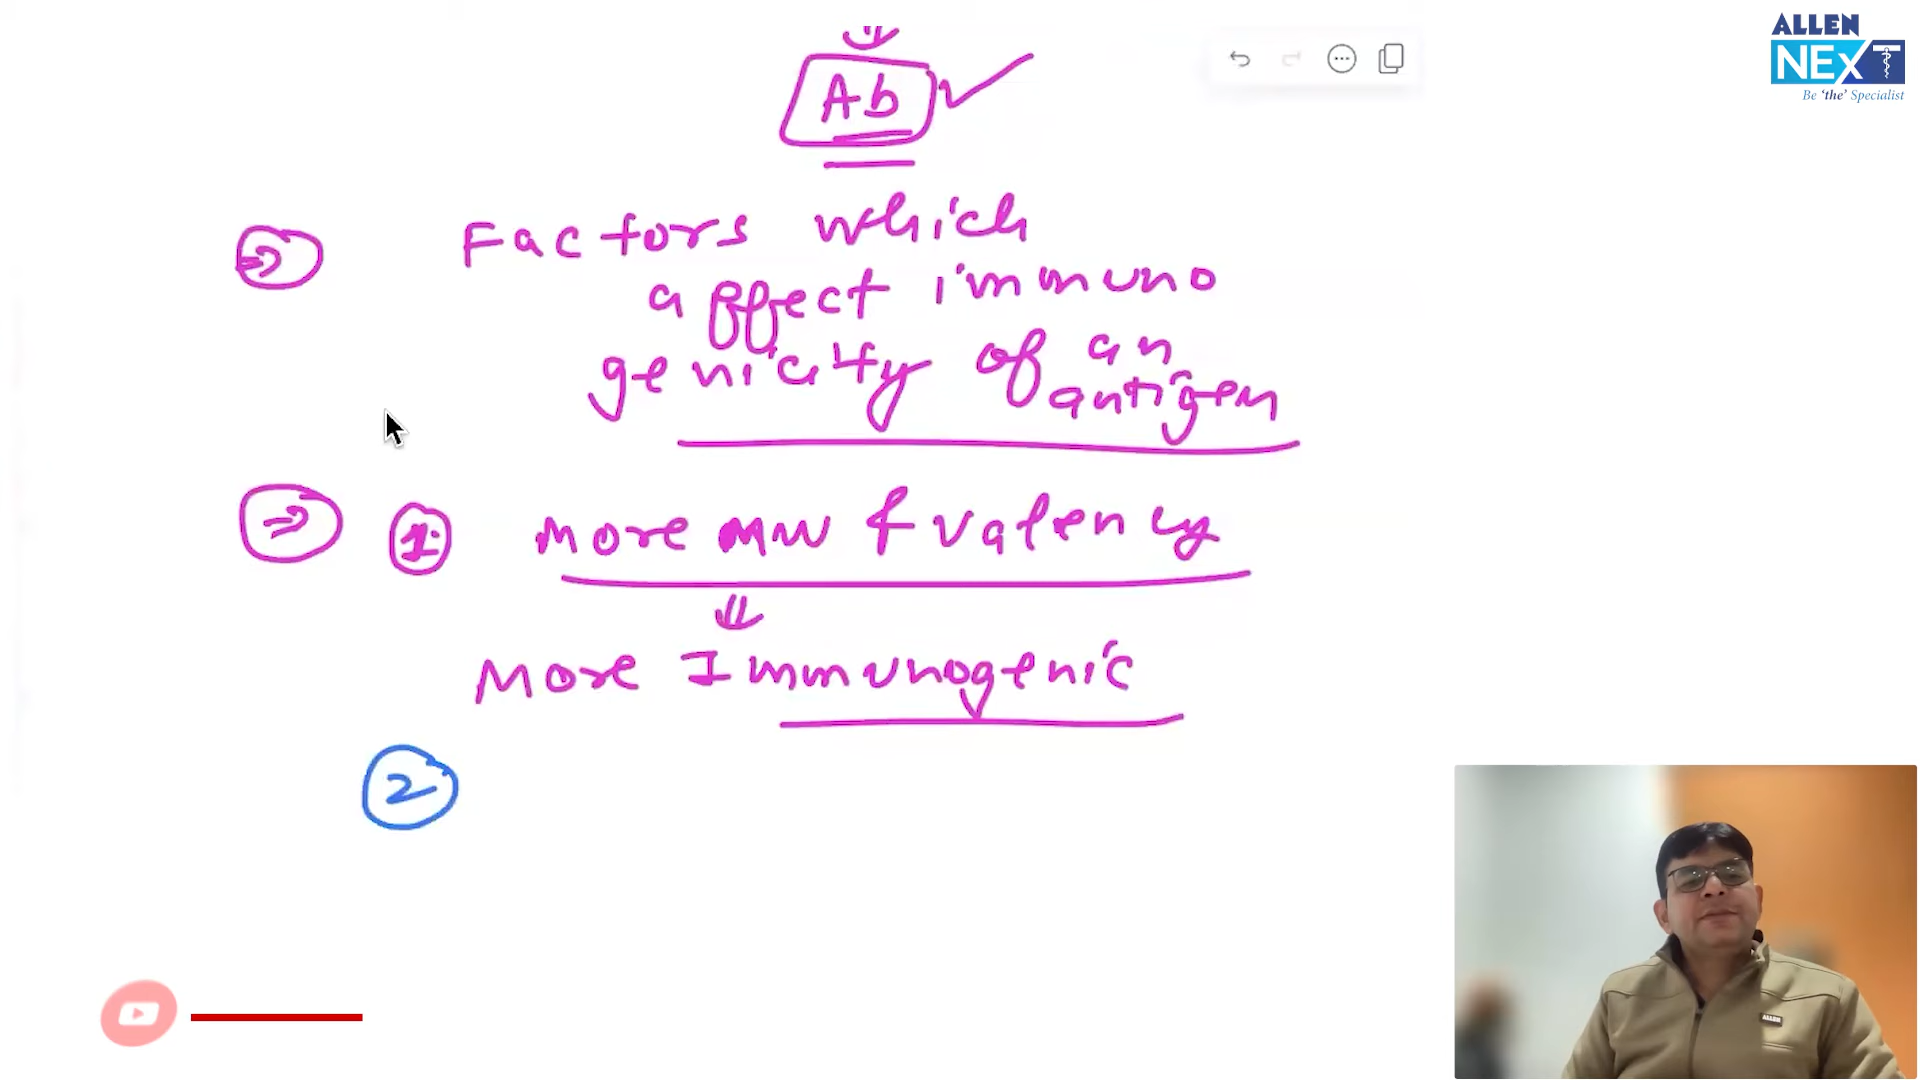 ALLEN
NEXT
Be 'the' Specialist
Ab
Factors which
affect immuno
genicity of an
antigen
1. More MW & valency
More Immunogenic
2
ALLEN